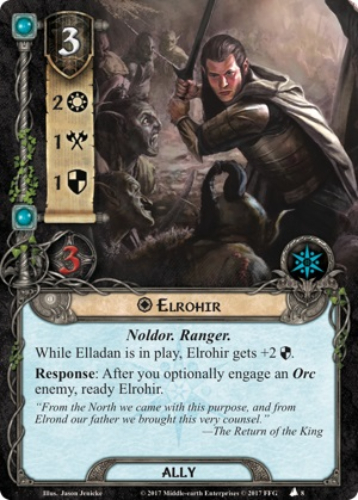 3
2
1
1
3
Elrohir
Noldor. Ranger.
While Elladan is in play, Elrohir gets +2 .
Response: After you optionally engage an Orc
enemy, ready Elrohir.
“From the North we came with this purpose, and from
Elrond our father we brought this very counsel.”
—The Return of the King
ALLY
Illus. Jason Jenicke
© 2017 Middle-earth Enterprises © 2017 FFG
8